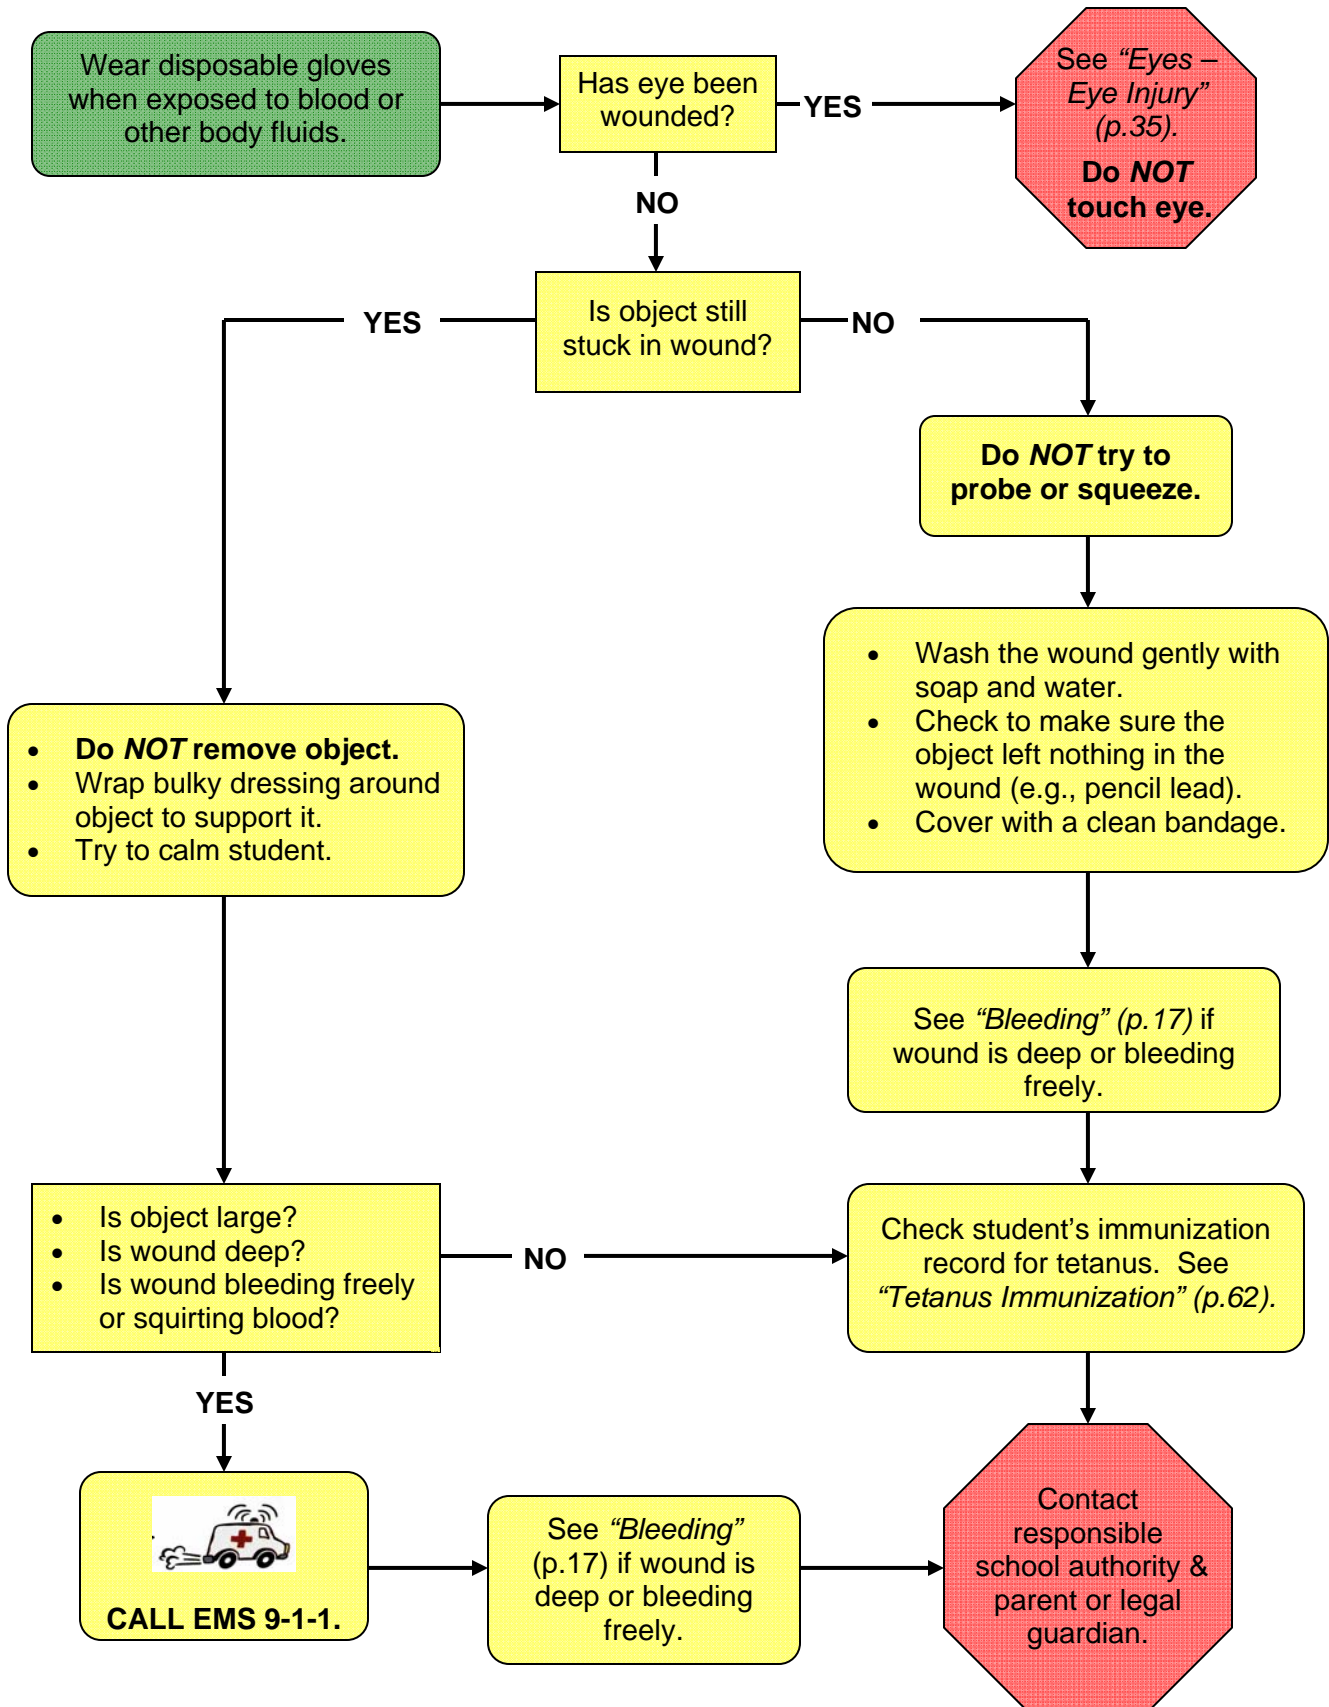 Wear disposable gloves
when exposed to blood or
other body fluids.
Has eye been
wounded?
YES
See “Eyes –
Eye Injury”
(p.35).
Do NOT
touch eye.
NO
Is object still
stuck in wound?
YES
NO
Do NOT try to
probe or squeeze.
• Wash the wound gently with
soap and water.
• Check to make sure the
object left nothing in the
wound (e.g., pencil lead).
• Cover with a clean bandage.
• Do NOT remove object.
• Wrap bulky dressing around
object to support it.
• Try to calm student.
See “Bleeding” (p.17) if
wound is deep or bleeding
freely.
• Is object large?
• Is wound deep?
• Is wound bleeding freely
or squirting blood?
NO
Check student’s immunization
record for tetanus. See
“Tetanus Immunization” (p.62).
YES
CALL EMS 9-1-1.
See “Bleeding”
(p.17) if wound is
deep or bleeding
freely.
Contact
responsible
school authority &
parent or legal
guardian.